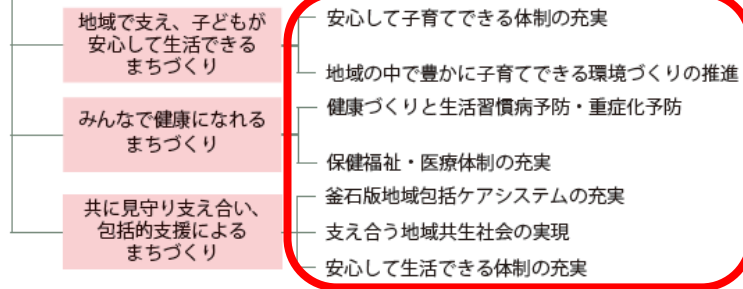 地域で支え、子どもが
安心して生活できる
まちづくり
安心して子育てできる体制の充実
地域の中で豊かに子育てできる環境づくりの推進
みんなで健康になれる
まちづくり
健康づくりと生活習慣病予防・重症化予防
保健福祉・医療体制の充実
共に見守り支え合い、
包括的支援による
まちづくり
釜石版地域包括ケアシステムの充実
支え合う地域共生社会の実現
安心して生活できる体制の充実